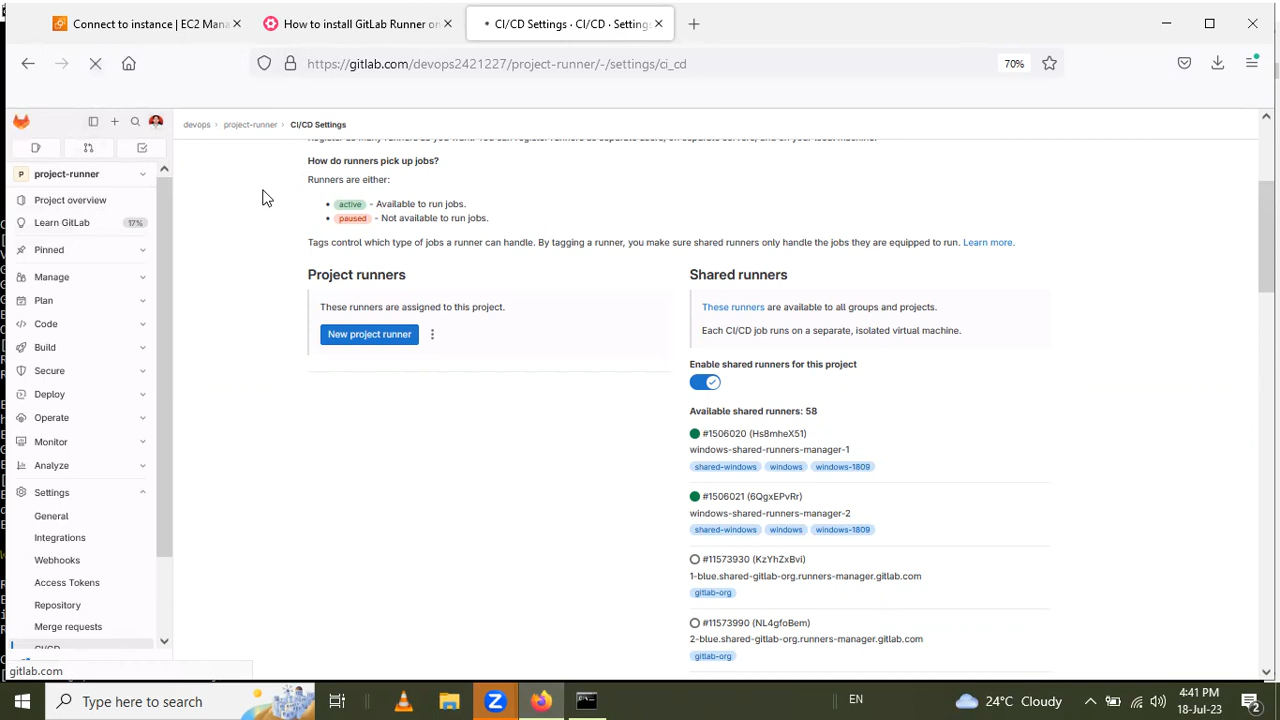 Connect to instance | EC2 Mana
How to install GitLab Runner on
CI/CD Settings · CI/CD · Setting
https://gitlab.com/devops2421227/project-runner/-/settings/ci_cd
70%
devops
project-runner
CI/CD Settings
How do runners pick up jobs?
Runners are either:
active - Available to run jobs.
paused - Not available to run jobs.
Tags control which type of jobs a runner can handle. By tagging a runner, you make sure shared runners only handle the jobs they are equipped to run. Learn more.
P project-runner
Project overview
Learn GitLab 17%
Pinned
Manage
Plan
Code
Build
Secure
Deploy
Operate
Monitor
Analyze
Settings
General
Integrations
Webhooks
Access Tokens
Repository
Merge requests
CI/CD
gitlab.com
Project runners
These runners are assigned to this project.
New project runner
Shared runners
These runners are available to all groups and projects.
Each CI/CD job runs on a separate, isolated virtual machine.
Enable shared runners for this project
Available shared runners: 58
#1506020 (Hs8mheX51)
windows-shared-runners-manager-1
shared-windows windows windows-1809
#1506021 (6QgxEPvRr)
windows-shared-runners-manager-2
shared-windows windows windows-1809
#11573930 (KzYhZxBvi)
1-blue.shared-gitlab-org.runners-manager.gitlab.com
gitlab-org
#11573990 (NL4gfoBem)
2-blue.shared-gitlab-org.runners-manager.gitlab.com
gitlab-org
Type here to search
EN
24°C Cloudy
4:41 PM
18-Jul-23
2